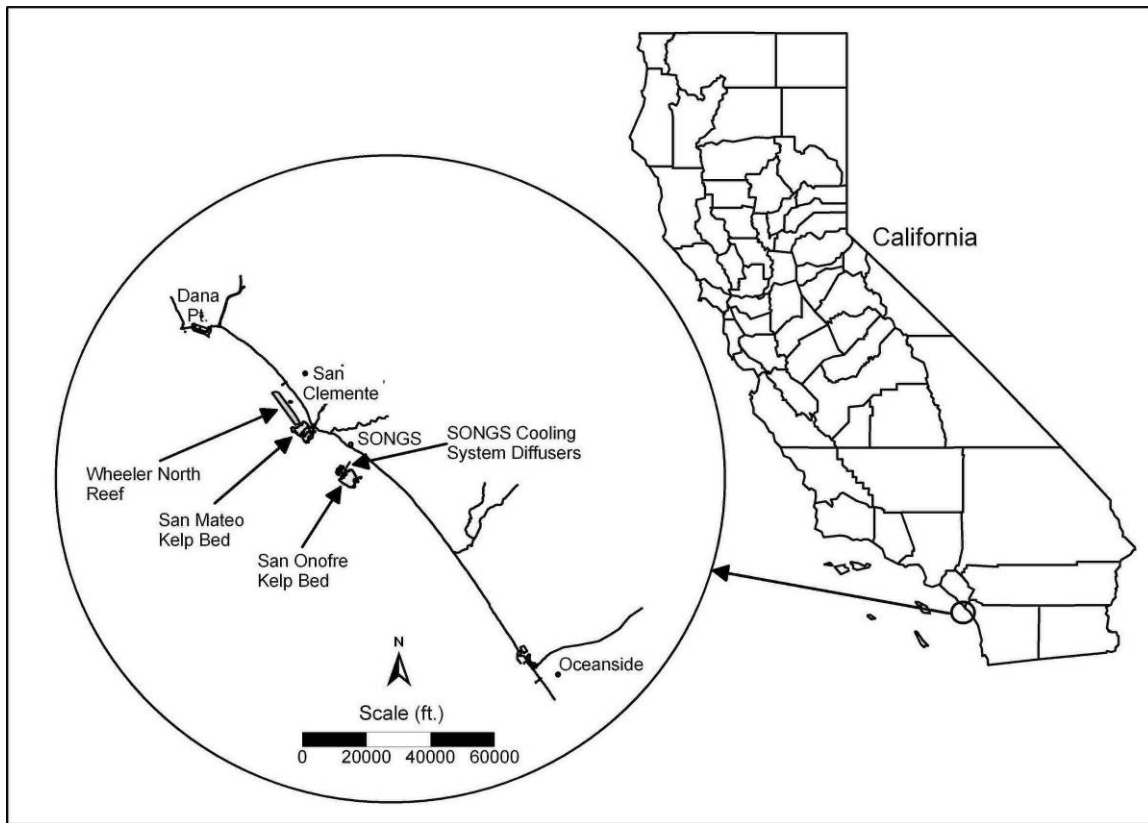 California
Dana
Pt.
San
Clemente
SONGS
SONGS Cooling
System Diffusers
Wheeler North
Reef
San Mateo
Kelp Bed
San Onofre
Kelp Bed
N
Oceanside
Scale (ft.)
0 20000 40000 60000